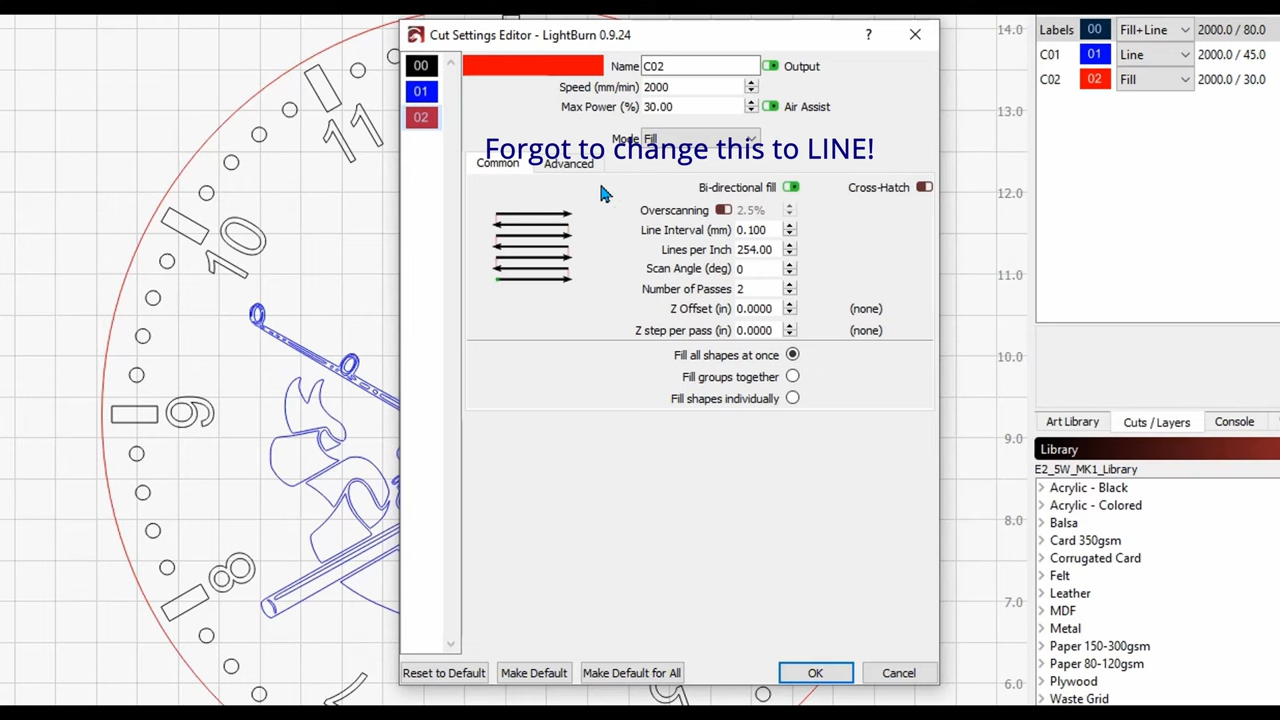 Cut Settings Editor - LightBurn 0.9.24
?
00
01
02
Name C02
Output
Speed (mm/min) 2000
Max Power (%) 30.00
Air Assist
Mode Fill
Forgot to change this to LINE!
Common
Advanced
Bi-directional fill
Cross-Hatch
Overscanning 2.5%
Line Interval (mm) 0.100
Lines per Inch 254.00
Scan Angle (deg) 0
Number of Passes 2
Z Offset (in) 0.0000 (none)
Z step per pass (in) 0.0000 (none)
Fill all shapes at once
Fill groups together
Fill shapes individually
Reset to Default
Make Default
Make Default for All
OK
Cancel
11
10
9
8
14.0
13.0
12.0
11.0
10.0
9.0
8.0
7.0
6.0
Labels 00 Fill+Line 2000.0 / 80.0
C01 01 Line 2000.0 / 45.0
C02 02 Fill 2000.0 / 30.0
Art Library
Cuts / Layers
Console
Library
E2_5W_MK1_Library
Acrylic - Black
Acrylic - Colored
Balsa
Card 350gsm
Corrugated Card
Felt
Leather
MDF
Metal
Paper 150-300gsm
Paper 80-120gsm
Plywood
Waste Grid